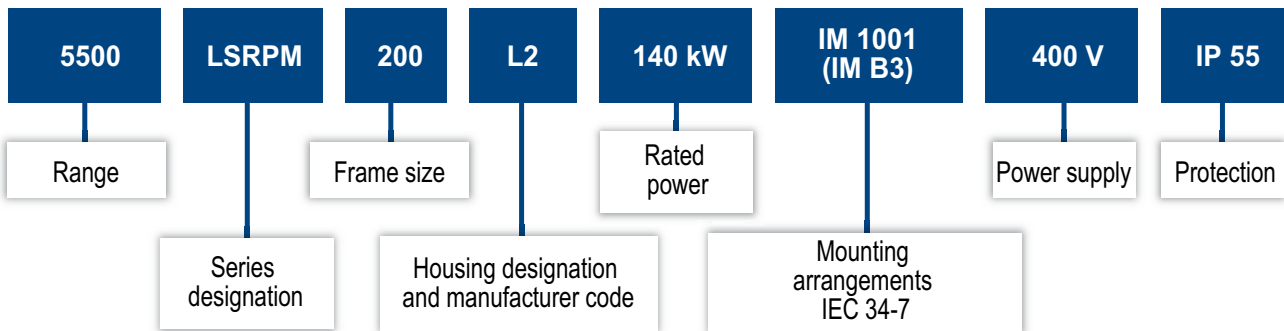 5500
LSRPM
200
L2
140 kW
IM 1001
(IM B3)
400 V
IP 55
Range
Frame size
Rated
power
Power supply
Protection
Series
designation
Housing designation
and manufacturer code
Mounting
arrangements
IEC 34-7